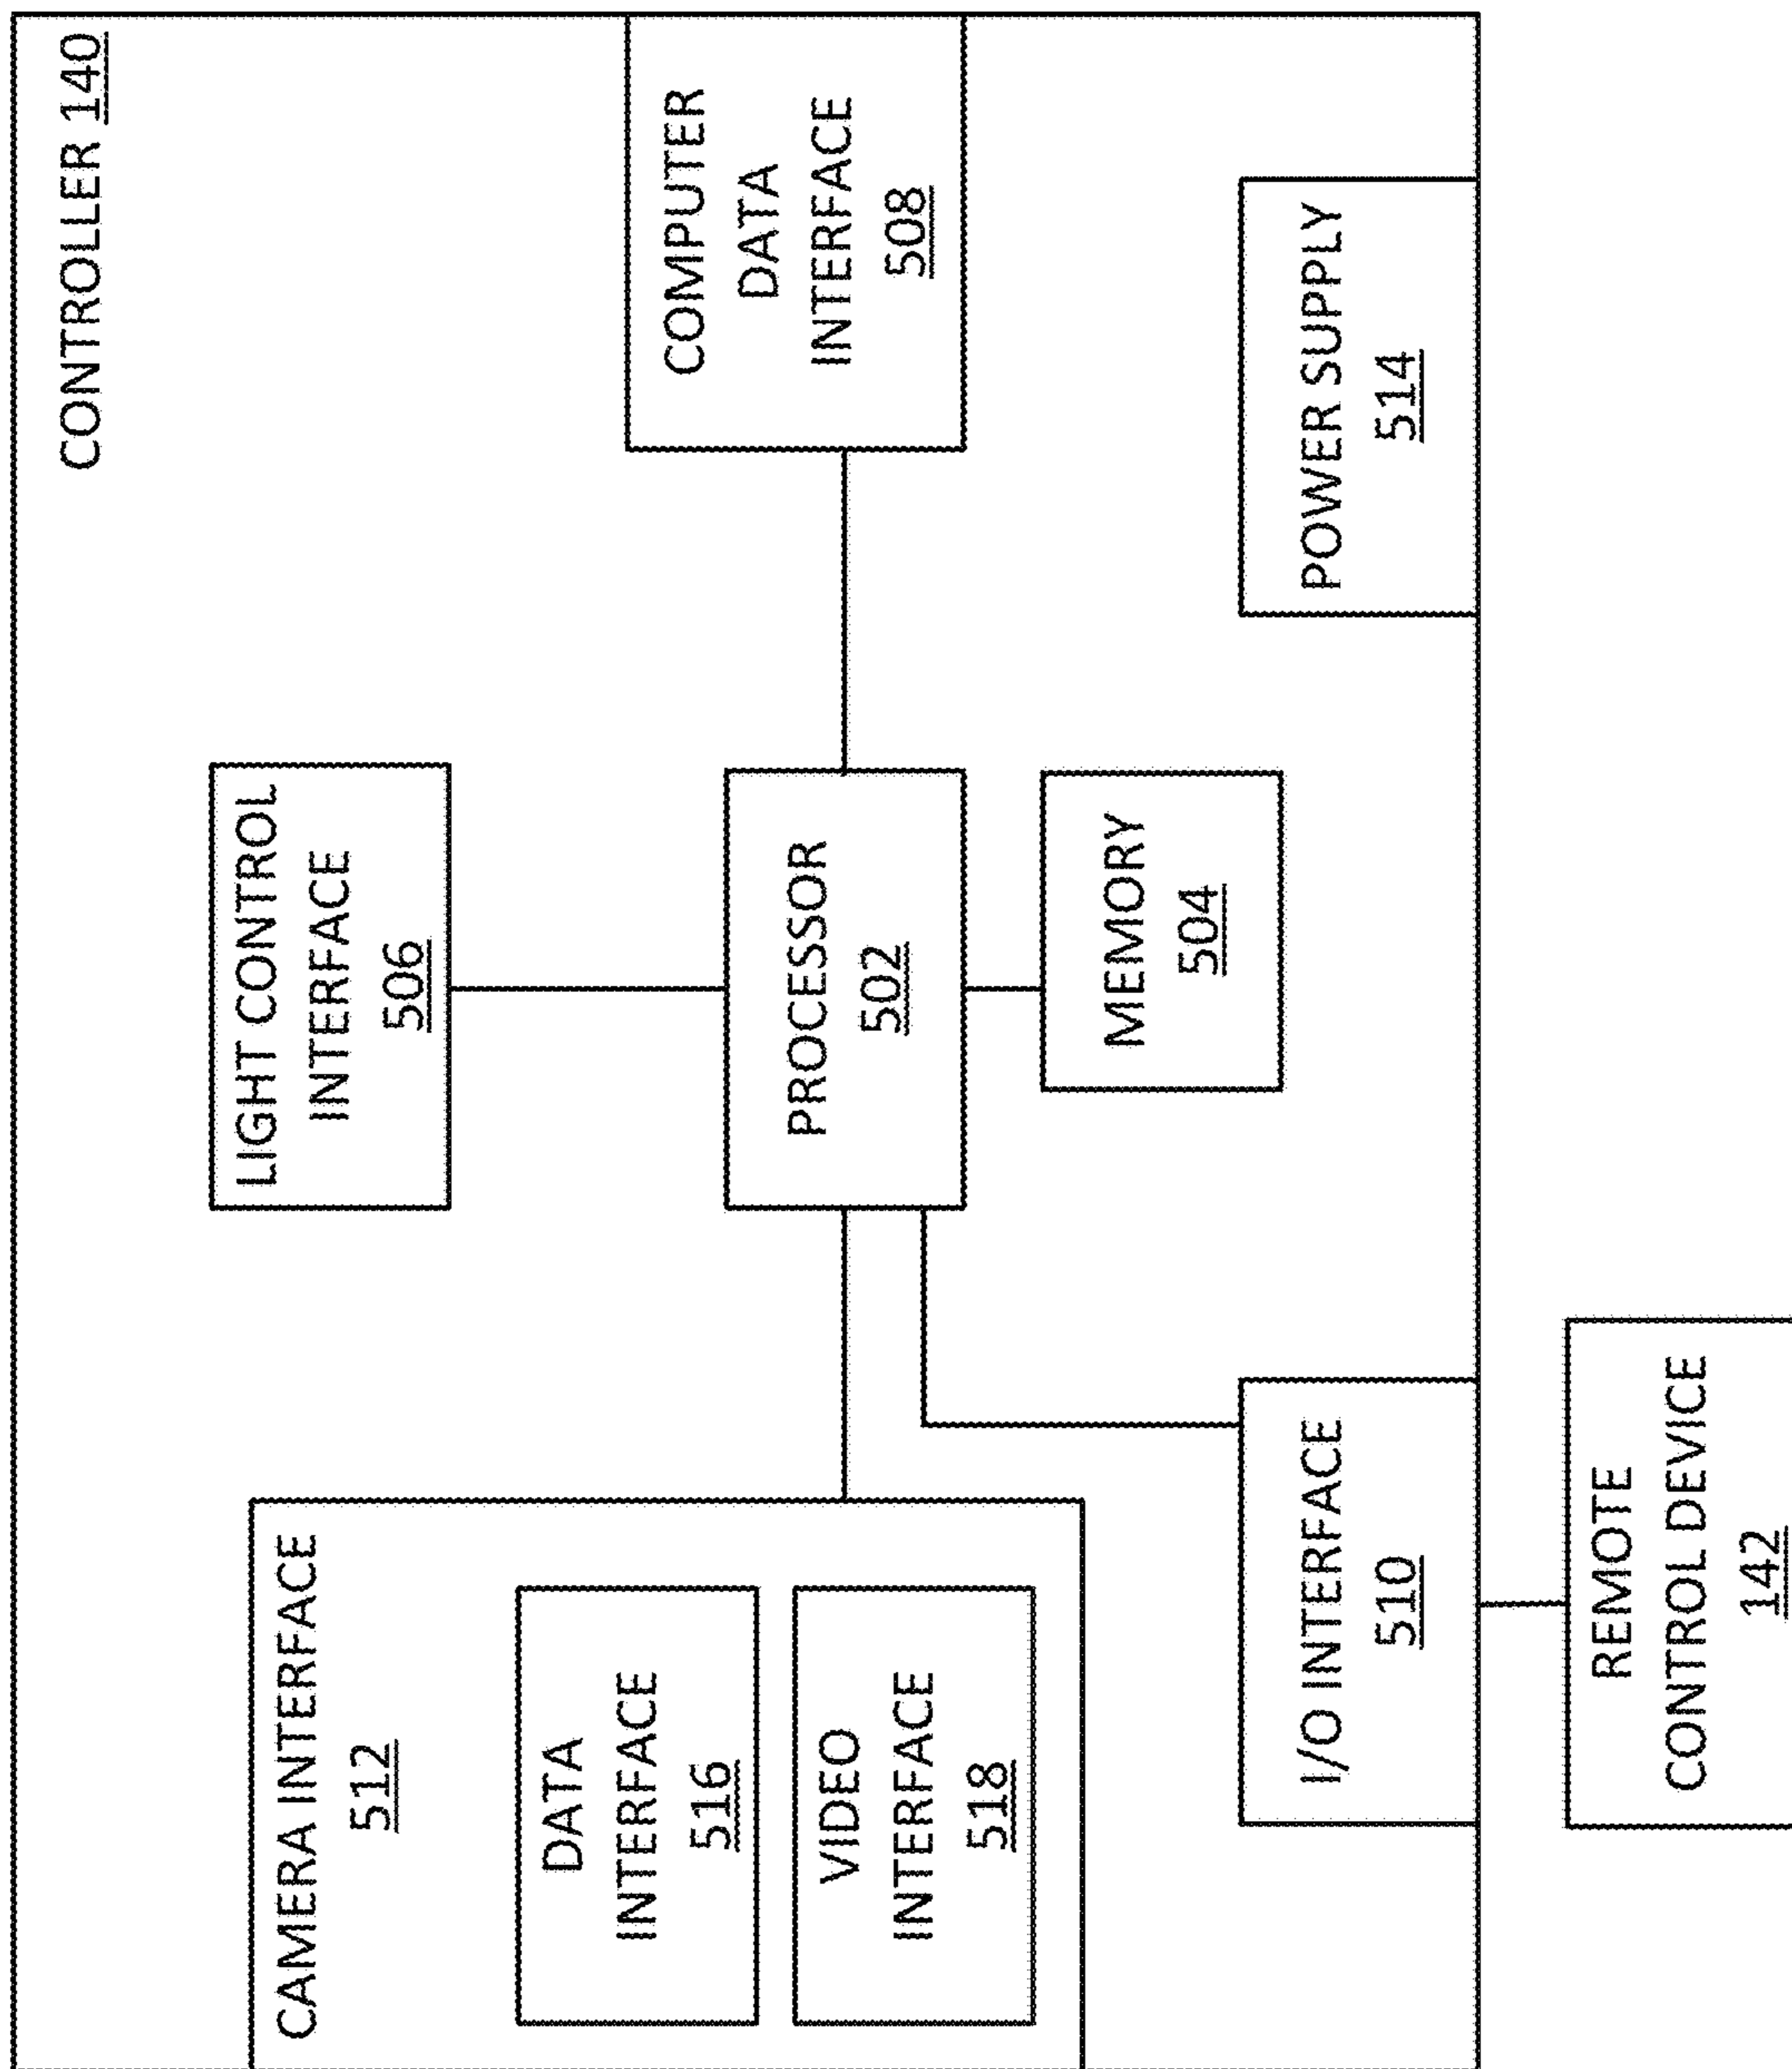 CONTROLLER 140
CAMERA INTERFACE
512
DATA
INTERFACE
516
VIDEO
INTERFACE
518
LIGHT CONTROL
INTERFACE
506
PROCESSOR
502
MEMORY
504
COMPUTER
DATA
INTERFACE
508
I/O INTERFACE
510
POWER SUPPLY
514
REMOTE
CONTROL DEVICE
142